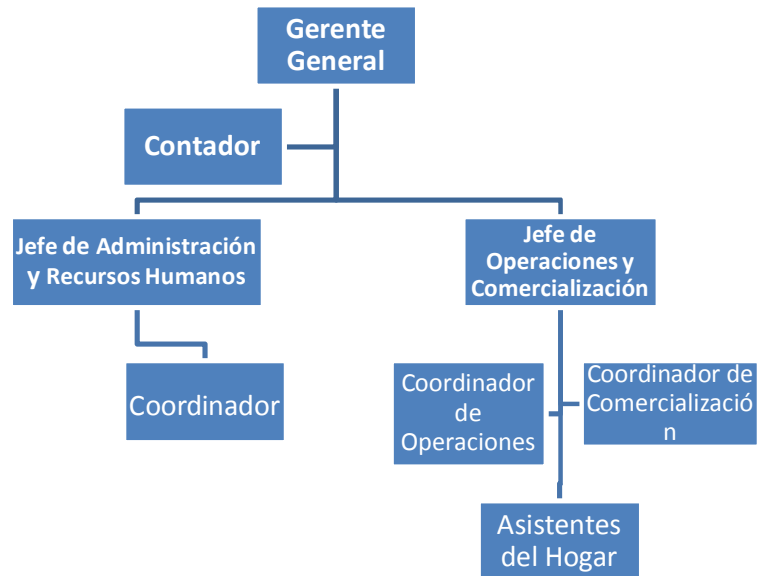 Gerente
General
Contador
Jefe de Administración
y Recursos Humanos
Jefe de
Operaciones y
Comercialización
Coordinador
Coordinador
de
Operaciones
Coordinador de
Comercializació
n
Asistentes
del Hogar